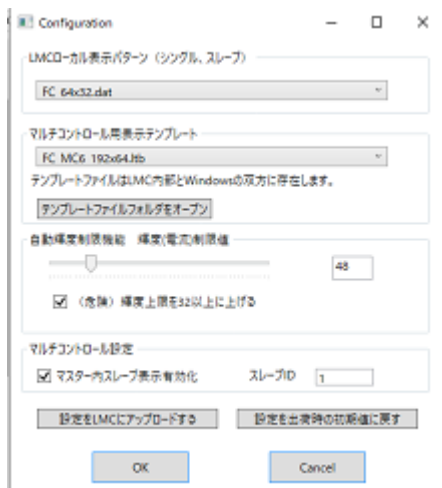 Configuration
LMCローカル表示パターン（シングル、スレーブ）
FC_64x32.dat
マルチコントロール用表示テンプレート
FC_MC6_192x64.ltb
テンプレートファイルはLMC内部とWindowsの双方に存在します。
テンプレートファイルフォルダをオープン
自動輝度制限機能　輝度(電流)制限値
48
（危険）輝度上限を32以上に上げる
マルチコントロール設定
マスター内スレーブ表示有効化 スレーブID 1
設定をLMCにアップロードする 設定を出荷時の初期値に戻す
OK Cancel